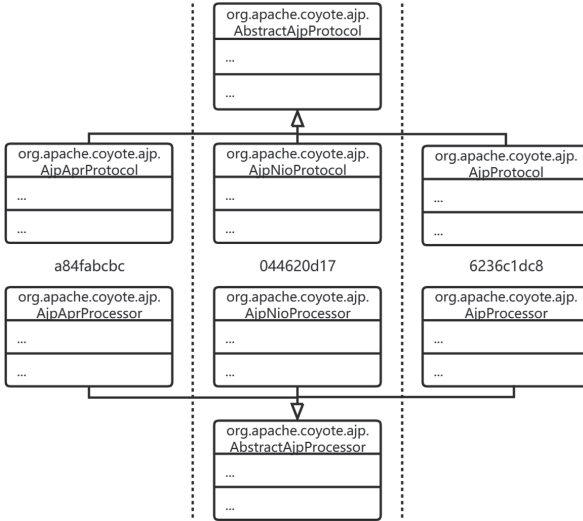 org.apache.coyote.ajp.
AbstractAjpProtocol
...
...
org.apache.coyote.ajp.
AjpAprProtocol
...
...
org.apache.coyote.ajp.
AjpNioProtocol
...
...
org.apache.coyote.ajp.
AjpProtocol
...
...
a84fabcbc
044620d17
6236c1dc8
org.apache.coyote.ajp.
AjpAprProcessor
...
...
org.apache.coyote.ajp.
AjpNioProcessor
...
...
org.apache.coyote.ajp.
AjpProcessor
...
...
org.apache.coyote.ajp.
AbstractAjpProcessor
...
...